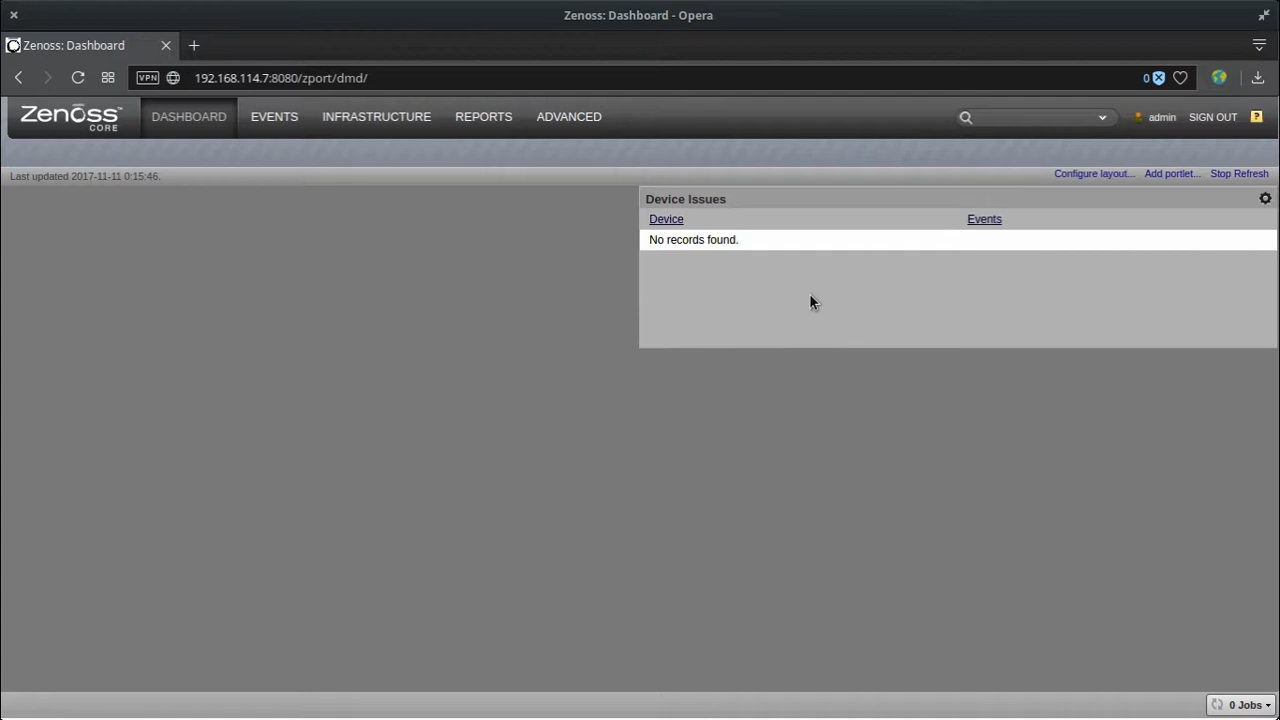 Zenoss: Dashboard - Opera
Zenoss: Dashboard
VPN 192.168.114.7:8080/zport/dmd/ 0
Zenoss™ CORE DASHBOARD EVENTS INFRASTRUCTURE REPORTS ADVANCED admin SIGN OUT ?
Last updated 2017-11-11 0:15:46. Configure layout... Add portlet... Stop Refresh
Device Issues
Device Events
No records found.
0 Jobs